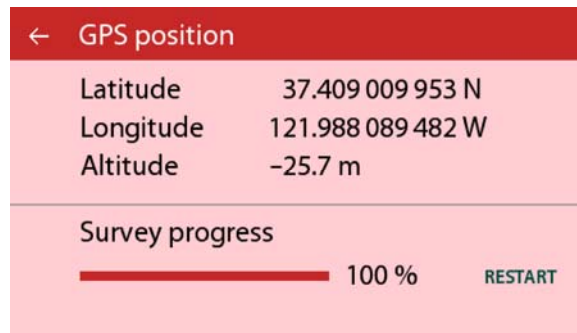 ← GPS position
Latitude 37.409 009 953 N
Longitude 121.988 089 482 W
Altitude –25.7 m
Survey progress
100 % RESTART